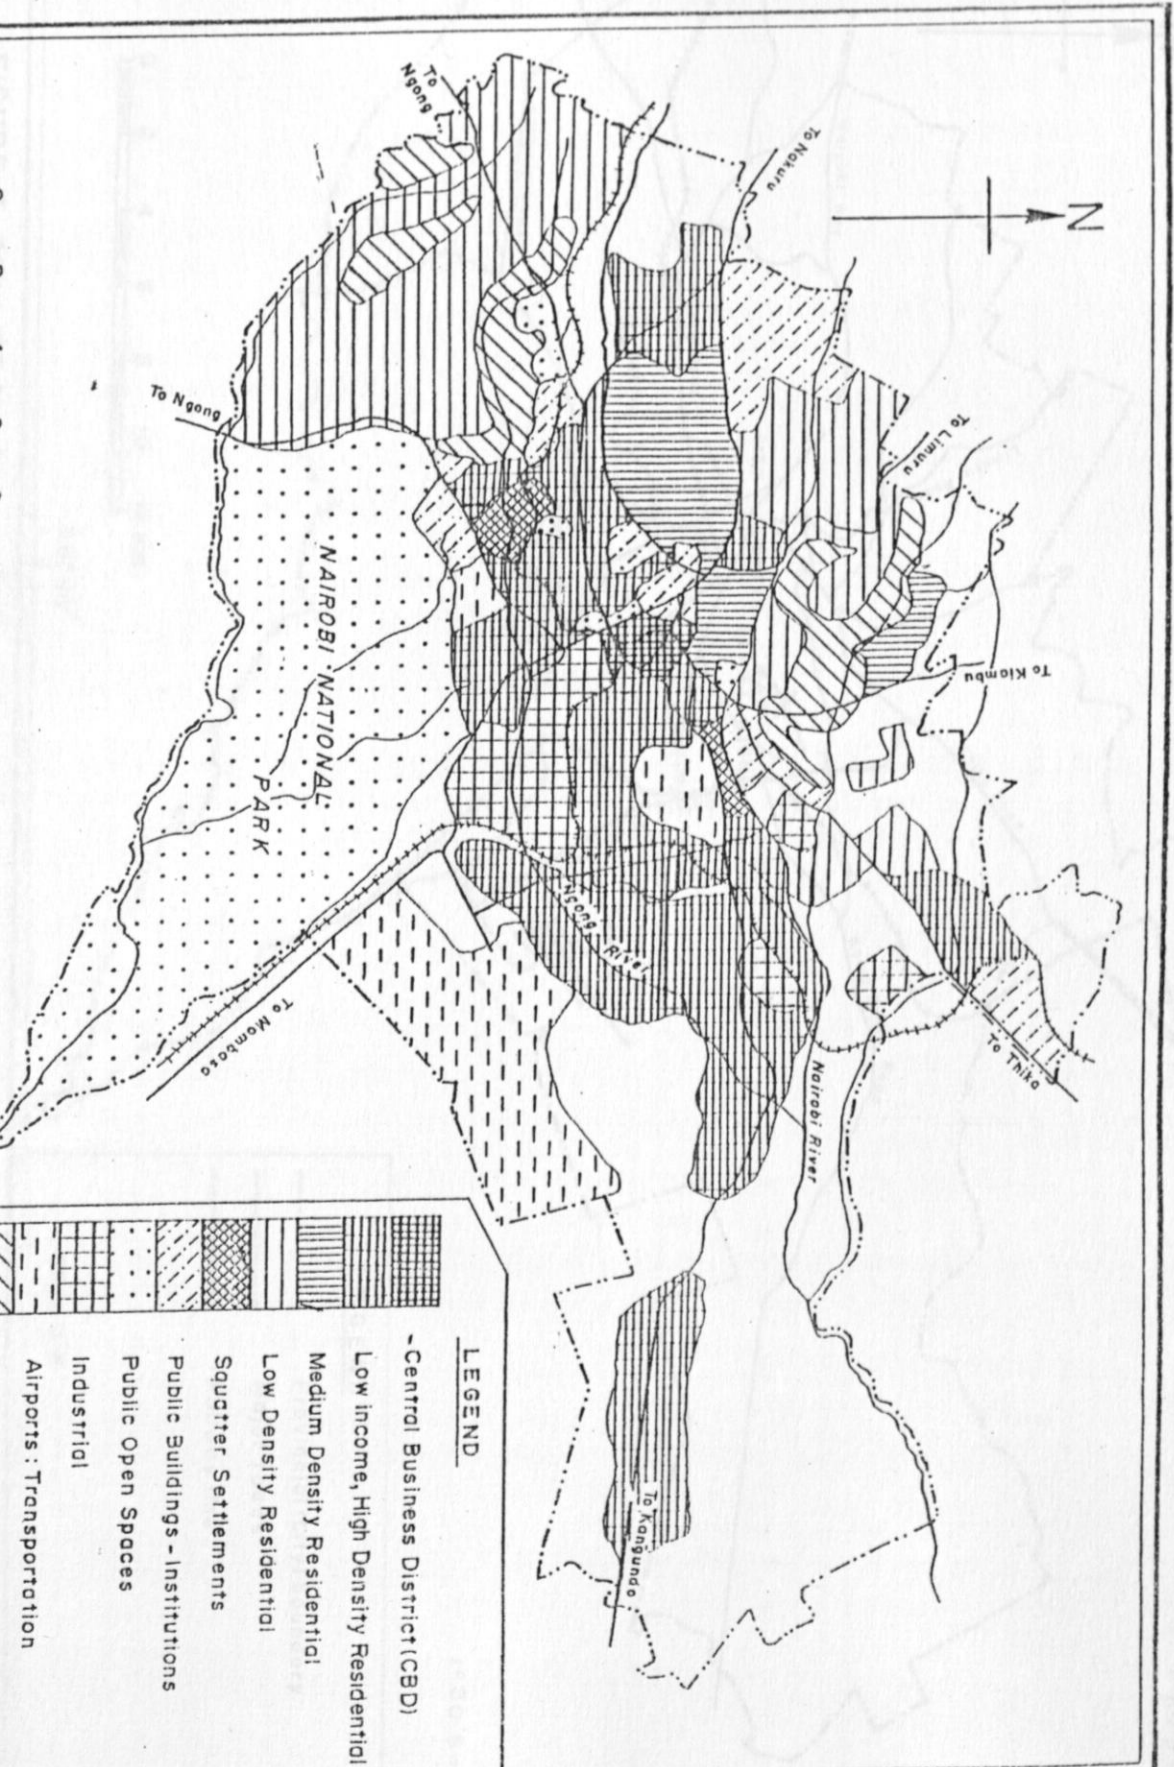 N
To Ngong
To Nakuru
To Limuru
To Kiambu
To Ngong
NAIROBI NATIONAL
PARK
Ngong River
To Mombasa
To Thika
Nairobi River
To Kangundo
LEGEND
- Central Business District (CBD)
Low income, High Density Residential
Medium Density Residential
Low Density Residential
Squatter Settlements
Public Buildings - Institutions
Public Open Spaces
Industrial
Airports : Transportation